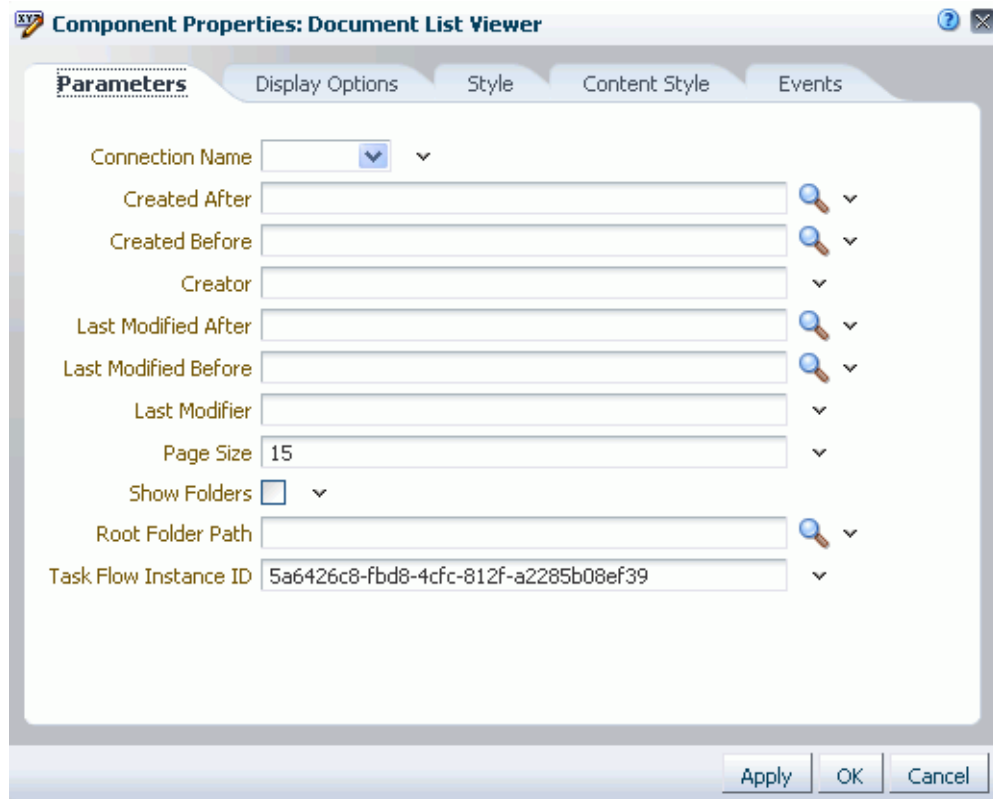 Component Properties: Document List Viewer
Parameters Display Options Style Content Style Events
Connection Name
Created After
Created Before
Creator
Last Modified After
Last Modified Before
Last Modifier
Page Size 15
Show Folders
Root Folder Path
Task Flow Instance ID 5a6426c8-fbd8-4cfc-812f-a2285b08ef39
Apply OK Cancel